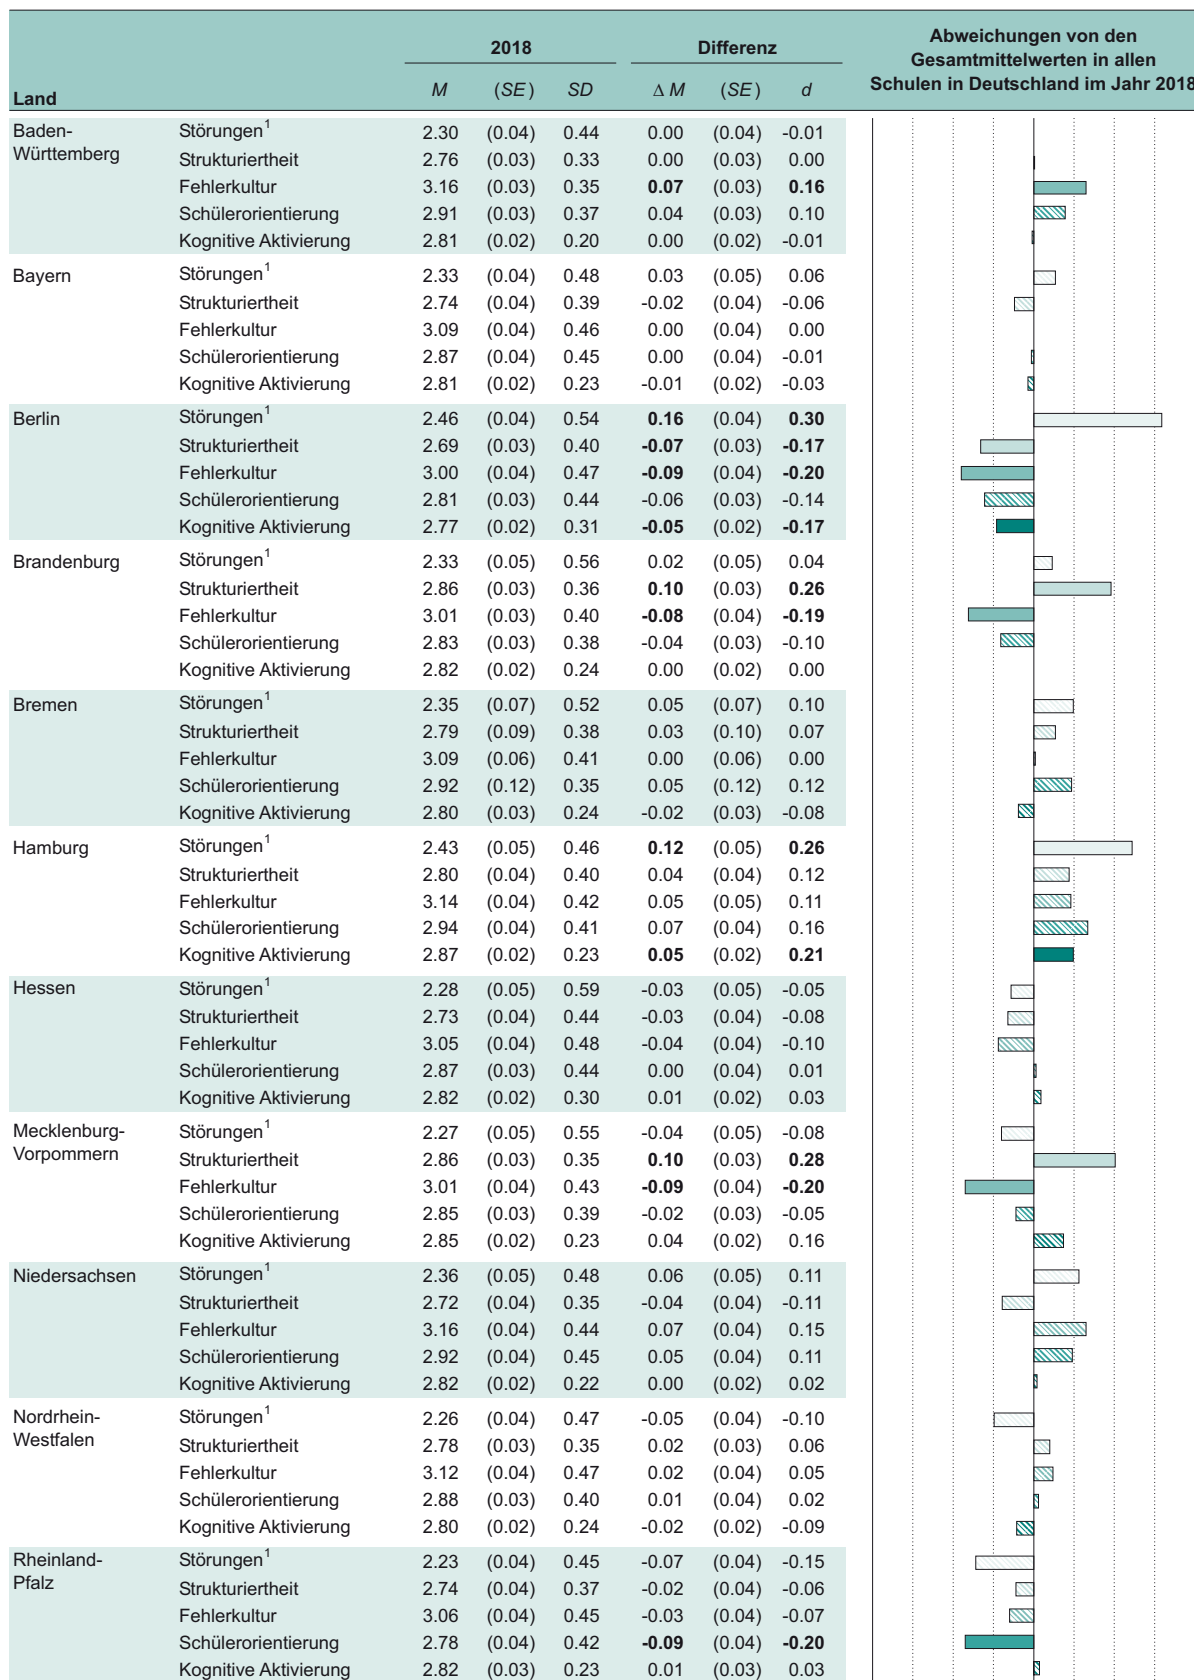 2018 Differenz Abweichungen von den
Gesamtmittelwerten in allen
Schulen in Deutschland im Jahr 2018
Land M (SE) SD Δ M (SE) d
Baden-Württemberg Störungen1 2.30 (0.04) 0.44 0.00 (0.04) -0.01
Strukturiertheit 2.76 (0.03) 0.33 0.00 (0.03) 0.00
Fehlerkultur 3.16 (0.03) 0.35 0.07 (0.03) 0.16
Schülerorientierung 2.91 (0.03) 0.37 0.04 (0.03) 0.10
Kognitive Aktivierung 2.81 (0.02) 0.20 0.00 (0.02) -0.01
Bayern Störungen1 2.33 (0.04) 0.48 0.03 (0.05) 0.06
Strukturiertheit 2.74 (0.04) 0.39 -0.02 (0.04) -0.06
Fehlerkultur 3.09 (0.04) 0.46 0.00 (0.04) 0.00
Schülerorientierung 2.87 (0.04) 0.45 0.00 (0.04) -0.01
Kognitive Aktivierung 2.81 (0.02) 0.23 -0.01 (0.02) -0.03
Berlin Störungen1 2.46 (0.04) 0.54 0.16 (0.04) 0.30
Strukturiertheit 2.69 (0.03) 0.40 -0.07 (0.03) -0.17
Fehlerkultur 3.00 (0.04) 0.47 -0.09 (0.04) -0.20
Schülerorientierung 2.81 (0.03) 0.44 -0.06 (0.03) -0.14
Kognitive Aktivierung 2.77 (0.02) 0.31 -0.05 (0.02) -0.17
Brandenburg Störungen1 2.33 (0.05) 0.56 0.02 (0.05) 0.04
Strukturiertheit 2.86 (0.03) 0.36 0.10 (0.03) 0.26
Fehlerkultur 3.01 (0.03) 0.40 -0.08 (0.04) -0.19
Schülerorientierung 2.83 (0.03) 0.38 -0.04 (0.03) -0.10
Kognitive Aktivierung 2.82 (0.02) 0.24 0.00 (0.02) 0.00
Bremen Störungen1 2.35 (0.07) 0.52 0.05 (0.07) 0.10
Strukturiertheit 2.79 (0.09) 0.38 0.03 (0.10) 0.07
Fehlerkultur 3.09 (0.06) 0.41 0.00 (0.06) 0.00
Schülerorientierung 2.92 (0.12) 0.35 0.05 (0.12) 0.12
Kognitive Aktivierung 2.80 (0.03) 0.24 -0.02 (0.03) -0.08
Hamburg Störungen1 2.43 (0.05) 0.46 0.12 (0.05) 0.26
Strukturiertheit 2.80 (0.04) 0.40 0.04 (0.04) 0.12
Fehlerkultur 3.14 (0.04) 0.42 0.05 (0.05) 0.11
Schülerorientierung 2.94 (0.04) 0.41 0.07 (0.04) 0.16
Kognitive Aktivierung 2.87 (0.02) 0.23 0.05 (0.02) 0.21
Hessen Störungen1 2.28 (0.05) 0.59 -0.03 (0.05) -0.05
Strukturiertheit 2.73 (0.04) 0.44 -0.03 (0.04) -0.08
Fehlerkultur 3.05 (0.04) 0.48 -0.04 (0.04) -0.10
Schülerorientierung 2.87 (0.03) 0.44 0.00 (0.04) 0.01
Kognitive Aktivierung 2.82 (0.02) 0.30 0.01 (0.02) 0.03
Mecklenburg-Vorpommern Störungen1 2.27 (0.05) 0.55 -0.04 (0.05) -0.08
Strukturiertheit 2.86 (0.03) 0.35 0.10 (0.03) 0.28
Fehlerkultur 3.01 (0.04) 0.43 -0.09 (0.04) -0.20
Schülerorientierung 2.85 (0.03) 0.39 -0.02 (0.03) -0.05
Kognitive Aktivierung 2.85 (0.02) 0.23 0.04 (0.02) 0.16
Niedersachsen Störungen1 2.36 (0.05) 0.48 0.06 (0.05) 0.11
Strukturiertheit 2.72 (0.04) 0.35 -0.04 (0.04) -0.11
Fehlerkultur 3.16 (0.04) 0.44 0.07 (0.04) 0.15
Schülerorientierung 2.92 (0.04) 0.45 0.05 (0.04) 0.11
Kognitive Aktivierung 2.82 (0.02) 0.22 0.00 (0.02) 0.02
Nordrhein-Westfalen Störungen1 2.26 (0.04) 0.47 -0.05 (0.04) -0.10
Strukturiertheit 2.78 (0.03) 0.35 0.02 (0.03) 0.06
Fehlerkultur 3.12 (0.04) 0.47 0.02 (0.04) 0.05
Schülerorientierung 2.88 (0.03) 0.40 0.01 (0.04) 0.02
Kognitive Aktivierung 2.80 (0.02) 0.24 -0.02 (0.02) -0.09
Rheinland-Pfalz Störungen1 2.23 (0.04) 0.45 -0.07 (0.04) -0.15
Strukturiertheit 2.74 (0.04) 0.37 -0.02 (0.04) -0.06
Fehlerkultur 3.06 (0.04) 0.45 -0.03 (0.04) -0.07
Schülerorientierung 2.78 (0.04) 0.42 -0.09 (0.04) -0.20
Kognitive Aktivierung 2.82 (0.03) 0.23 0.01 (0.03) 0.03